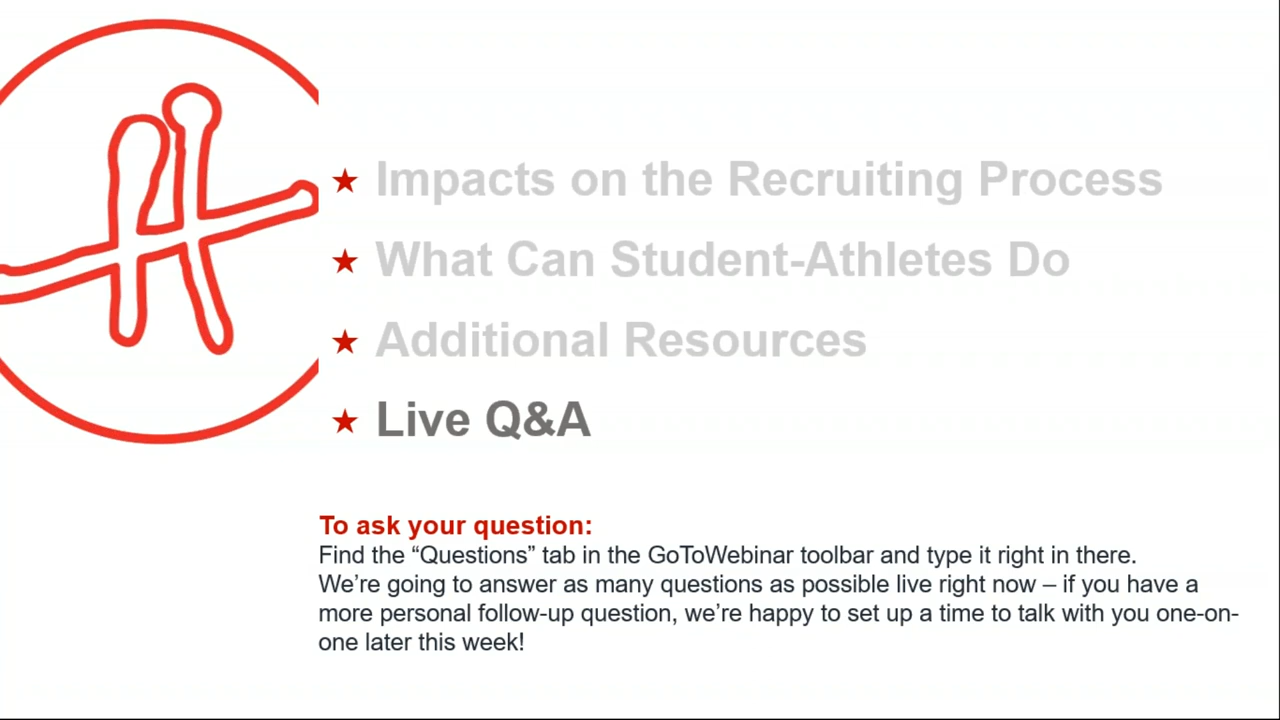 Impacts on the Recruiting Process
What Can Student-Athletes Do
Additional Resources
Live Q&A
To ask your question:
Find the “Questions” tab in the GoToWebinar toolbar and type it right in there.
We’re going to answer as many questions as possible live right now – if you have a
more personal follow-up question, we’re happy to set up a time to talk with you one-on-
one later this week!